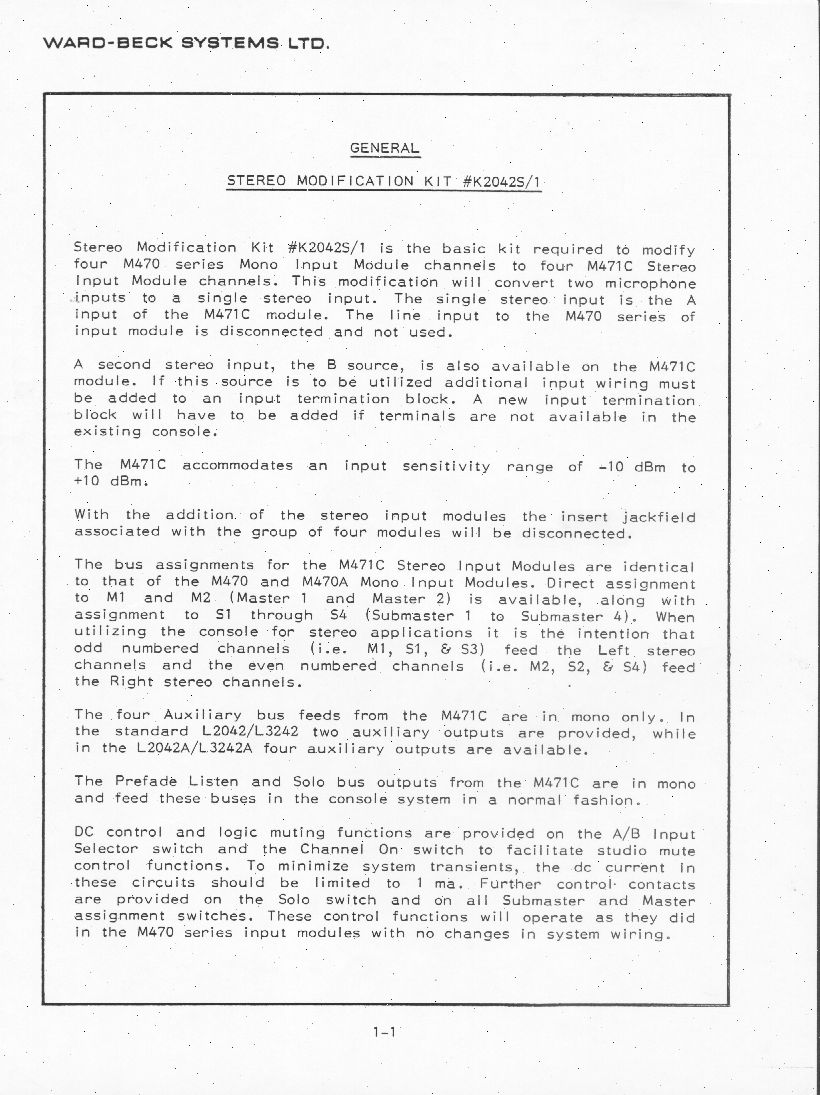 WARD-BECK SYSTEMS LTD.
GENERAL
STEREO MODIFICATION KIT #K2042S/1
Stereo Modification Kit #K2042S/1 is the basic kit required to modify
four M470 series Mono Input Module channels to four M471C Stereo
Input Module channels. This modification will convert two microphone
inputs to a single stereo input. The single stereo input is the A
input of the M471C module. The line input to the M470 series of
input module is disconnected and not used.
A second stereo input, the B source, is also available on the M471C
module. If this source is to be utilized additional input wiring must
be added to an input termination block. A new input termination
block will have to be added if terminals are not available in the
existing console.
The M471C accommodates an input sensitivity range of -10 dBm to
+10 dBm.
With the addition of the stereo input modules the insert jackfield
associated with the group of four modules will be disconnected.
The bus assignments for the M471C Stereo Input Modules are identical
to that of the M470 and M470A Mono Input Modules. Direct assignment
to M1 and M2 (Master 1 and Master 2) is available, along with
assignment to S1 through S4 (Submaster 1 to Submaster 4). When
utilizing the console for stereo applications it is the intention that
odd numbered channels (i.e. M1, S1, & S3) feed the Left stereo
channels and the even numbered channels (i.e. M2, S2, & S4) feed
the Right stereo channels.
The four Auxiliary bus feeds from the M471C are in mono only. In
the standard L2042/L3242 two auxiliary outputs are provided, while
in the L2042A/L3242A four auxiliary outputs are available.
The Prefade Listen and Solo bus outputs from the M471C are in mono
and feed these buses in the console system in a normal fashion.
DC control and logic muting functions are provided on the A/B Input
Selector switch and the Channel On switch to facilitate studio mute
control functions. To minimize system transients, the dc current in
these circuits should be limited to 1 ma. Further control contacts
are provided on the Solo switch and on all Submaster and Master
assignment switches. These control functions will operate as they did
in the M470 series input modules with no changes in system wiring.
1-1